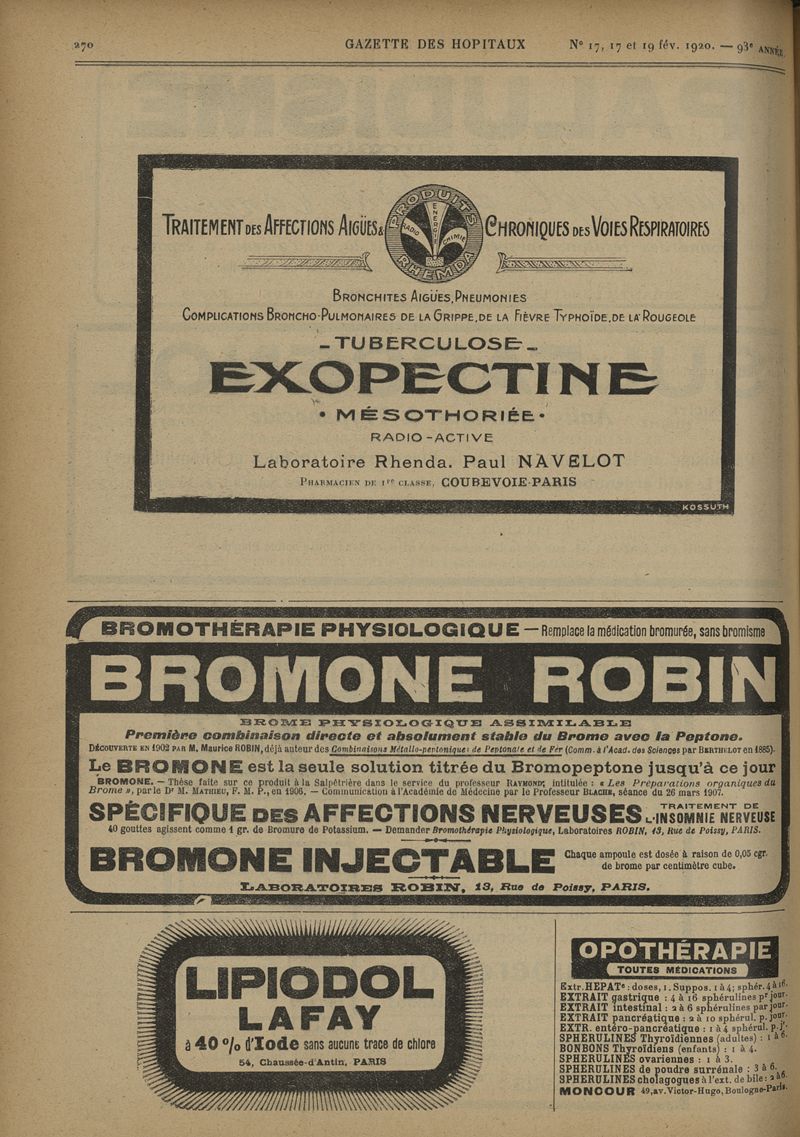 270 GAZETTE DES HOPITAUX N° 17, 17 et 19 fév. 1920. — 93e ANNÉE
TRAITEMENT DES AFFECTIONS AIGÜES & CHRONIQUES DES VOIES RESPIRATOIRES
PRODUITS
RADIO ENERGIE CHIMIE
RHEMDA
BRONCHITES AIGÜES, PNEUMONIES
COMPLICATIONS BRONCHO-PULMONAIRES DE LA GRIPPE, DE LA FIÈVRE TYPHOÏDE, DE LA ROUGEOLE
- TUBERCULOSE -
EXOPECTINE
• MÉSOTHORIÉE •
RADIO-ACTIVE
Laboratoire Rhenda. Paul NAVELOT
PHARMACIEN DE 1re CLASSE, COUBEVOIE-PARIS
KOSSUTH
BROMOTHÉRAPIE PHYSIOLOGIQUE — Remplace la médication bromurée, sans bromisme
BROMONE ROBIN
BROME PHYSIOLOGIQUE ASSIMILABLE
Première combinaison directe et absolument stable du Brome avec la Peptone.
DÉCOUVERTE EN 1902 PAR M. Maurice ROBIN, déjà auteur des Combinaisons Métallo-peptoniques de Peptonate et de Fer (Comm. à l'Acad. des Sciences par BERTHELOT en 1885).
Le BROMONE est la seule solution titrée du Bromopeptone jusqu'à ce jour
BROMONE. — Thèse faite sur ce produit à la Salpêtrière dans le service du professeur RAYMOND, intitulée : « Les Préparations organiques du
Brome », par le Dr M. MATHIEU, F. M. P., en 1906. — Communication à l'Académie de Médecine par le Professeur BLACHE, séance du 26 mars 1907.
SPÉCIFIQUE DES AFFECTIONS NERVEUSES TRAITEMENT DE L'INSOMNIE NERVEUSE
40 gouttes agissent comme 1 gr. de Bromure de Potassium. — Demander Bromothérapie Physiologique, Laboratoires ROBIN, 13, Rue de Poissy, PARIS.
BROMONE INJECTABLE Chaque ampoule est dosée à raison de 0,05 cgr.
de brome par centimètre cube.
LABORATOIRES ROBIN, 13, Rue de Poissy, PARIS.
LIPIODOL
LAFAY
à 40 % d'Iode sans aucune trace de chlore
54, Chaussée-d'Antin, PARIS
OPOTHÉRAPIE
TOUTES MÉDICATIONS
Extr. HEPATe : doses, 1. Suppos. 1 à 4; sphér. 4 à 16.
EXTRAIT gastrique : 4 à 16 sphérulines pr jour.
EXTRAIT intestinal : 2 à 6 sphérulines par jour.
EXTRAIT pancréatique : 2 à 10 sphérul. p. jour.
EXTR. entéro-pancréatique : 1 à 4 sphérul. p. j.
SPHERULINES Thyroïdiennes (adultes) : 1 à 6.
BONBONS Thyroïdiens (enfants) : 1 à 4.
SPHERULINES ovariennes : 1 à 3.
SPHERULINES de poudre surrénale : 3 à 6.
SPHERULINES cholagogues à l'ext. de bile : 2 à 6.
MONCOUR 49, av. Victor-Hugo, Boulogne-Paris.